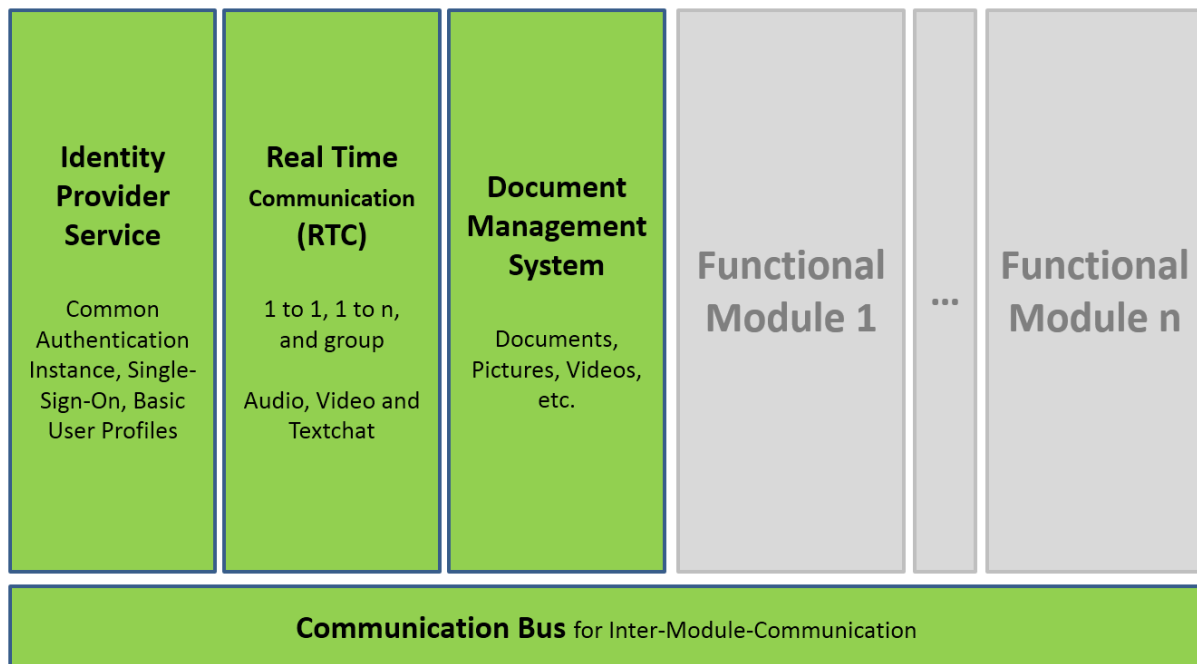 Identity
Provider
Service
Common
Authentication
Instance, Single-
Sign-On, Basic
User Profiles
Real Time
Communication
(RTC)
1 to 1, 1 to n,
and group
Audio, Video and
Textchat
Document
Management
System
Documents,
Pictures, Videos,
etc.
Functional
Module 1
...
Functional
Module n
Communication Bus for Inter-Module-Communication